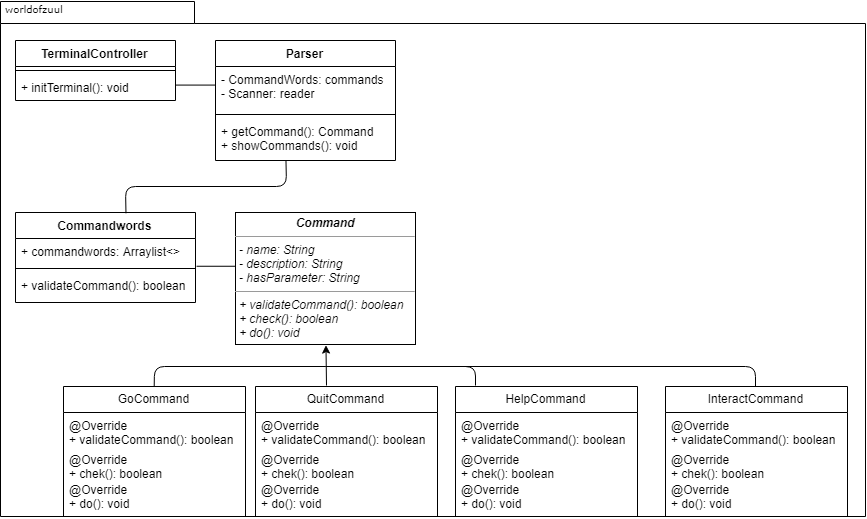 worldofzuul
TerminalController
+ initTerminal(): void
Parser
- CommandWords: commands
- Scanner: reader
+ getCommand(): Command
+ showCommands(): void
Commandwords
+ commandwords: Arraylist<>
+ validateCommand(): boolean
Command
- name: String
- description: String
- hasParameter: String
+ validateCommand(): boolean
+ check(): boolean
+ do(): void
GoCommand
@Override
+ validateCommand(): boolean
@Override
+ chek(): boolean
@Override
+ do(): void
QuitCommand
@Override
+ validateCommand(): boolean
@Override
+ chek(): boolean
@Override
+ do(): void
HelpCommand
@Override
+ validateCommand(): boolean
@Override
+ chek(): boolean
@Override
+ do(): void
InteractCommand
@Override
+ validateCommand(): boolean
@Override
+ chek(): boolean
@Override
+ do(): void